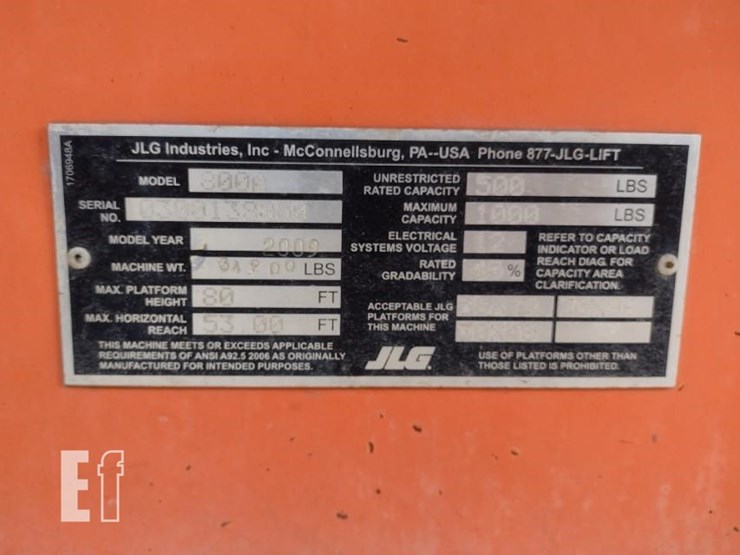 1706948A
JLG Industries, Inc - McConnellsburg, PA--USA Phone 877-JLG-LIFT
MODEL 800A
SERIAL NO.
MODEL YEAR 2009
MACHINE WT. LBS
MAX. PLATFORM HEIGHT 80 FT
MAX. HORIZONTAL REACH 53.00 FT
THIS MACHINE MEETS OR EXCEEDS APPLICABLE
REQUIREMENTS OF ANSI A92.5 2006 AS ORIGINALLY
MANUFACTURED FOR INTENDED PURPOSES.
UNRESTRICTED
RATED CAPACITY 500 LBS
MAXIMUM
CAPACITY 1000 LBS
ELECTRICAL
SYSTEMS VOLTAGE 12
RATED
GRADABILITY %
REFER TO CAPACITY
INDICATOR OR LOAD
REACH DIAG. FOR
CAPACITY AREA
CLARIFICATION.
ACCEPTABLE JLG
PLATFORMS FOR
THIS MACHINE
JLG.
USE OF PLATFORMS OTHER THAN
THOSE LISTED IS PROHIBITED.
Ef